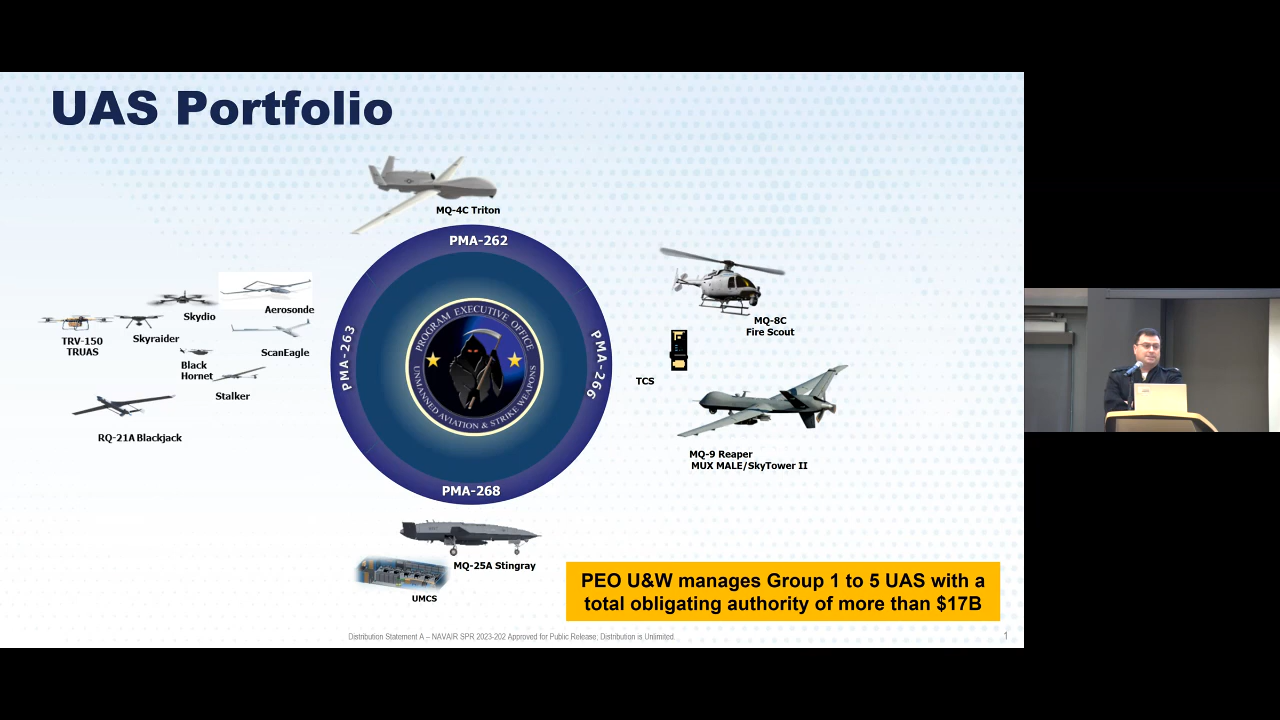 UAS Portfolio
MQ-4C Triton
PMA-262
PMA-263
PMA-266
PMA-268
PROGRAM EXECUTIVE OFFICE
UNMANNED AVIATION & STRIKE WEAPONS
Skydio
Aerosonde
TRV-150
TRUAS
Skyraider
ScanEagle
Black
Hornet
Stalker
RQ-21A Blackjack
MQ-8C
Fire Scout
TCS
MQ-9 Reaper
MUX MALE/SkyTower II
MQ-25A Stingray
UMCS
PEO U&W manages Group 1 to 5 UAS with a
total obligating authority of more than $17B
Distribution Statement A – NAVAIR SPR 2023-202 Approved for Public Release; Distribution is Unlimited
1